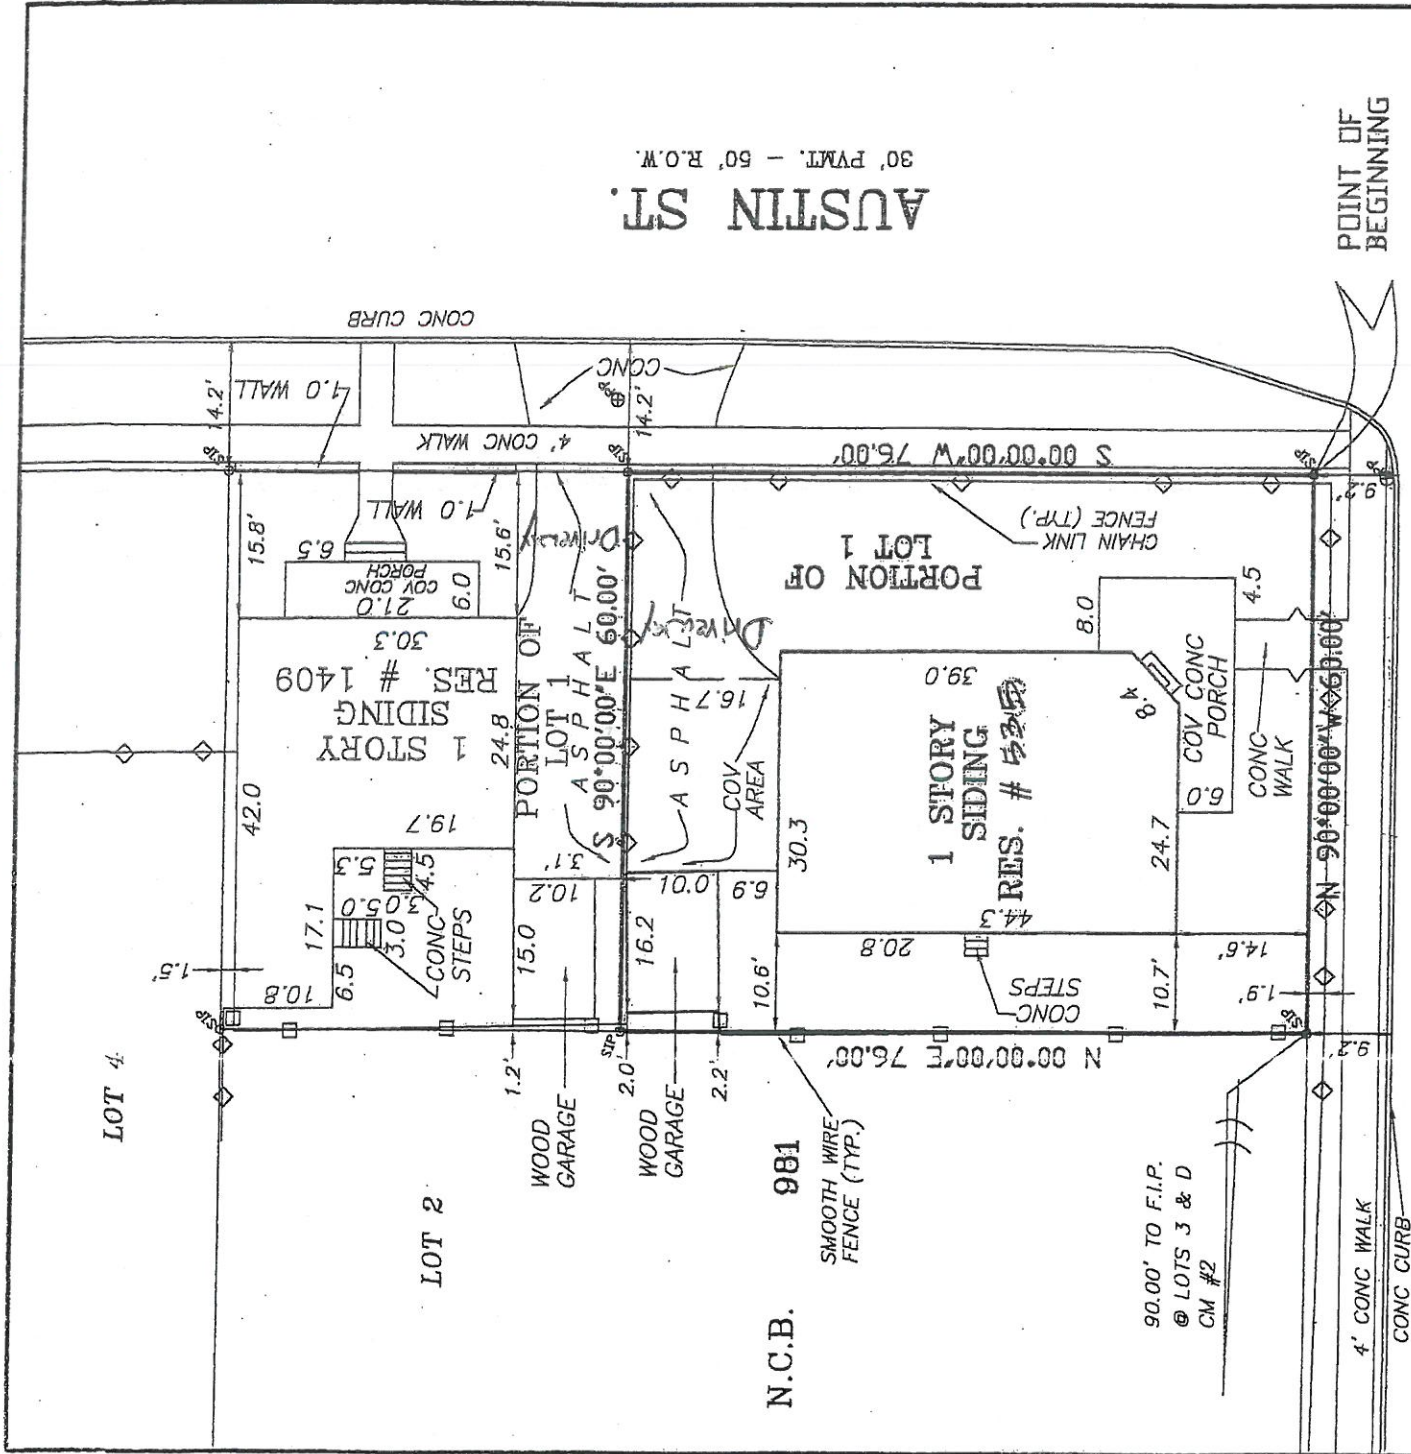 AUSTIN ST.
30' PVMT. - 50' R.O.W.
POINT OF
BEGINNING
CONC CURB
14.2'
1.0 WALL
CONC
PP
14.2'
SIP
4' CONC WALK
SIP
S 00°00'00"W 76.00'
SIP
9.2'
PP
15.8'
1.0 WALL
6.5
COV CONC
PORCH
21.0
6.0
15.6'
Driveway
CHAIN LINK
FENCE (TYP.)
PORTION OF
LOT 1
30.3
1 STORY
SIDING
RES. # 1409
24.8
42.0
PORTION OF
LOT 1
ASPHALT
S 90°00'00"E 60.00'
ASPHALT
Driveway
16.7
COV
AREA
39.0
8.0
4.5
8.4
COV CONC
PORCH
6.0
CONC
WALK
N 90°00'00"W 60.00'
1 STORY
SIDING
RES. # 535
30.3
24.7
44.3
20.8
19.7
5.3
4.5
3.0
5.0
3.0
17.1
6.5
CONC
STEPS
10.8
1.5'
SIP
15.0
10.2
3.1'
16.2
10.0
6.9
10.6'
CONC
STEPS
10.7'
14.6'
1.9'
SIP
9.2'
SIP
N 00°00'00"E 76.00'
LOT 4
LOT 2
1.2'
WOOD
GARAGE
2.0'
WOOD
GARAGE
2.2'
SMOOTH WIRE
FENCE (TYP.)
N.C.B. 981
90.00' TO F.I.P.
@ LOTS 3 & D
CM #2
4' CONC WALK
CONC CURB